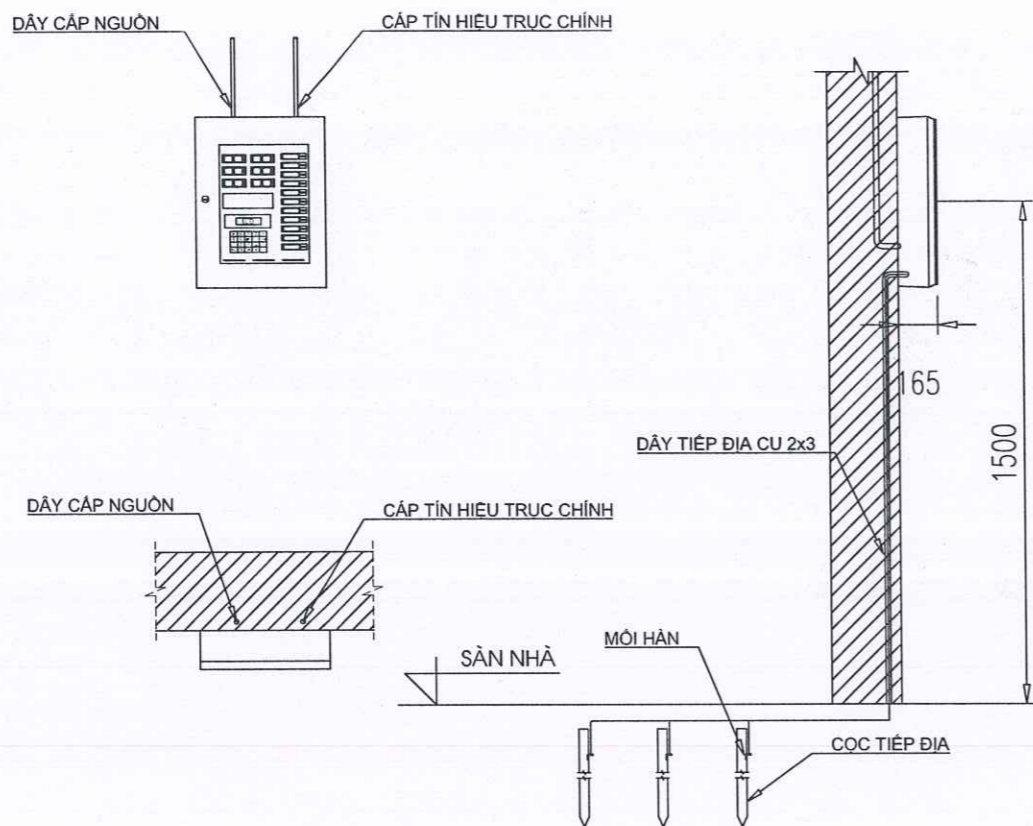 DÂY CẤP NGUỒN
CÁP TÍN HIỆU TRỤC CHÍNH
165
1500
DÂY TIẾP ĐỊA CU 2x3
DÂY CẤP NGUỒN
CÁP TÍN HIỆU TRỤC CHÍNH
MỐI HÀN
SÀN NHÀ
CỌC TIẾP ĐỊA